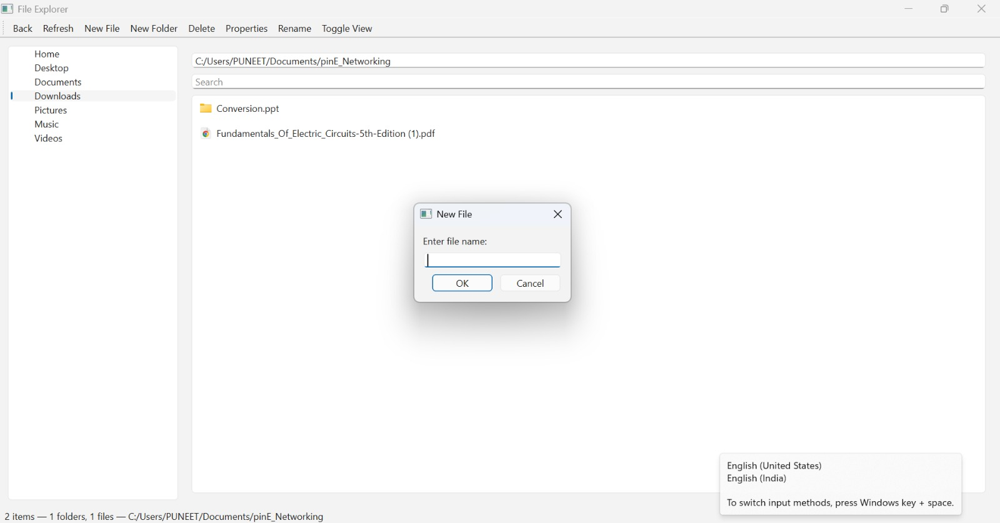 File Explorer
Back Refresh New File New Folder Delete Properties Rename Toggle View
Home
Desktop
Documents
Downloads
Pictures
Music
Videos
C:/Users/PUNEET/Documents/pinE_Networking
Search
Conversion.ppt
Fundamentals_Of_Electric_Circuits-5th-Edition (1).pdf
New File
Enter file name:
OK Cancel
English (United States)
English (India)
To switch input methods, press Windows key + space.
2 items — 1 folders, 1 files — C:/Users/PUNEET/Documents/pinE_Networking